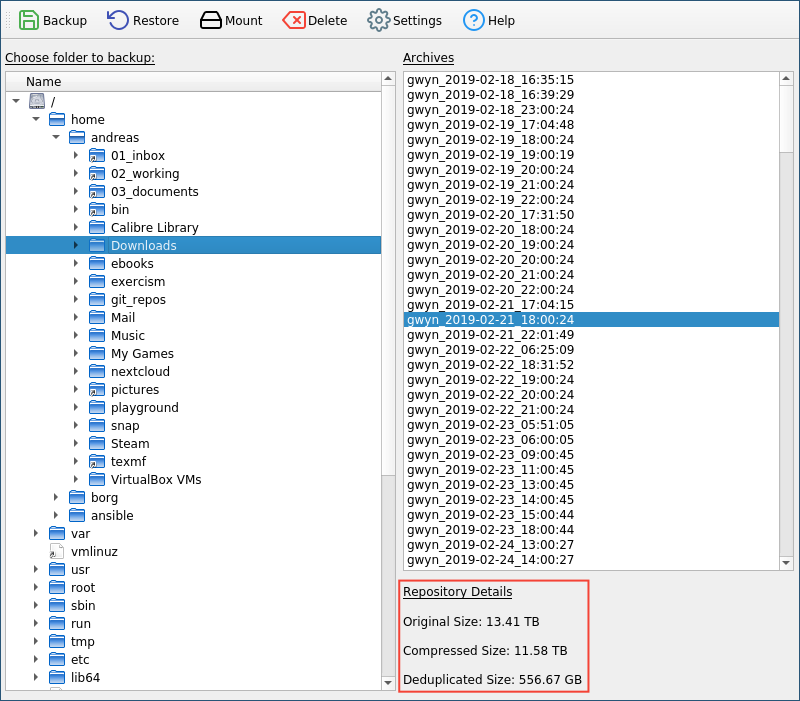 Backup Restore Mount Delete Settings Help
Choose folder to backup:
Name
/
home
andreas
01_inbox
02_working
03_documents
bin
Calibre Library
Downloads
ebooks
exercism
git_repos
Mail
Music
My Games
nextcloud
pictures
playground
snap
Steam
texmf
VirtualBox VMs
borg
ansible
var
vmlinuz
usr
root
sbin
run
tmp
etc
lib64
Archives
gwyn_2019-02-18_16:35:15
gwyn_2019-02-18_16:39:29
gwyn_2019-02-18_23:00:24
gwyn_2019-02-19_17:04:48
gwyn_2019-02-19_18:00:24
gwyn_2019-02-19_19:00:19
gwyn_2019-02-19_20:00:24
gwyn_2019-02-19_21:00:24
gwyn_2019-02-19_22:00:24
gwyn_2019-02-20_17:31:50
gwyn_2019-02-20_18:00:24
gwyn_2019-02-20_19:00:24
gwyn_2019-02-20_20:00:24
gwyn_2019-02-20_21:00:24
gwyn_2019-02-20_22:00:24
gwyn_2019-02-21_17:04:15
gwyn_2019-02-21_18:00:24
gwyn_2019-02-21_22:01:49
gwyn_2019-02-22_06:25:09
gwyn_2019-02-22_18:31:52
gwyn_2019-02-22_19:00:24
gwyn_2019-02-22_20:00:24
gwyn_2019-02-22_21:00:24
gwyn_2019-02-23_05:51:05
gwyn_2019-02-23_06:00:05
gwyn_2019-02-23_09:00:45
gwyn_2019-02-23_11:00:45
gwyn_2019-02-23_13:00:45
gwyn_2019-02-23_14:00:45
gwyn_2019-02-23_15:00:44
gwyn_2019-02-23_18:00:44
gwyn_2019-02-24_13:00:27
gwyn_2019-02-24_14:00:27
Repository Details
Original Size: 13.41 TB
Compressed Size: 11.58 TB
Deduplicated Size: 556.67 GB